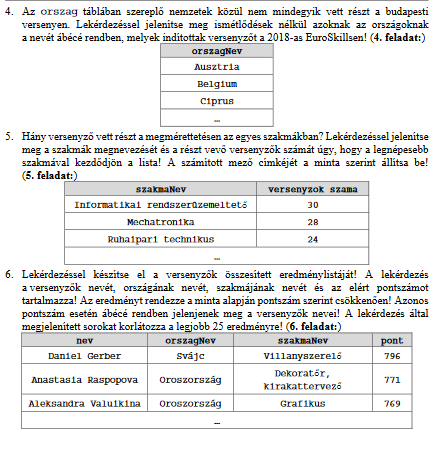 4. Az orszag táblában szereplő nemzetek közül nem mindegyik vett részt a budapesti
versenyen. Lekérdezéssel jelenítse meg ismétlődések nélkül azoknak az országoknak
a nevét ábécé rendben, melyek indítottak versenyzőt a 2018-as EuroSkillsen! (4. feladat:)
orszagNev
Ausztria
Belgium
Ciprus
…
5. Hány versenyző vett részt a megmérettetésen az egyes szakmákban? Lekérdezéssel jelenítse
meg a szakmák megnevezését és a részt vevő versenyzők számát úgy, hogy a legnépesebb
szakmával kezdődjön a lista! A számított mező címkéjét a minta szerint állítsa be!
(5. feladat:)
szakmaNev versenyzok szama
Informatikai rendszerüzemeltető 30
Mechatronika 28
Ruhaipari technikus 24
…
6. Lekérdezéssel készítse el a versenyzők összesített eredménylistáját! A lekérdezés
a versenyzők nevét, országának nevét, szakmájának nevét és az elért pontszámot
tartalmazza! Az eredményt rendezze a minta alapján pontszám szerint csökkenően! Azonos
pontszám esetén ábécé rendben jelenjenek meg a versenyzők nevei! A lekérdezés által
megjelenített sorokat korlátozza a legjobb 25 eredményre! (6. feladat:)
nev orszagNev szakmaNev pont
Daniel Gerber Svájc Villanyszerelő 796
Anastasia Raspopova Oroszország Dekoratőr, kirakattervező 771
Aleksandra Valuikina Oroszország Grafikus 769
…